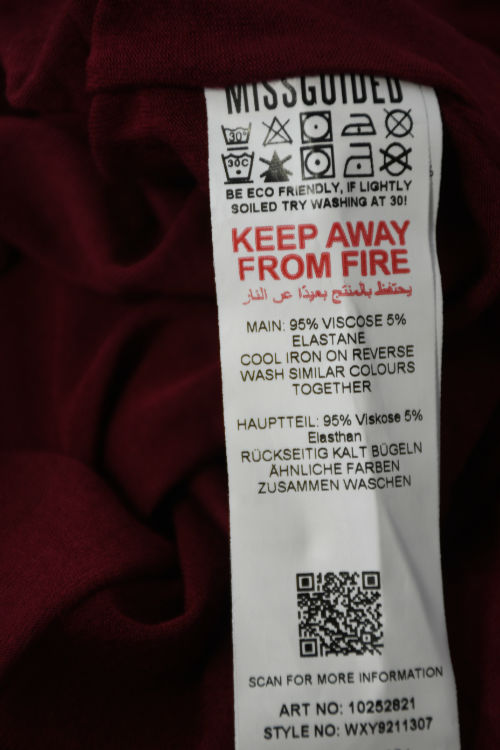 MISSGUIDED
30°
30C
BE ECO FRIENDLY, IF LIGHTLY
SOILED TRY WASHING AT 30!
KEEP AWAY
FROM FIRE
يحتفظ بالمنتج بعيدًا عن النار
MAIN: 95% VISCOSE 5%
ELASTANE
COOL IRON ON REVERSE
WASH SIMILAR COLOURS
TOGETHER
HAUPTTEIL: 95% Viskose 5%
Elasthan
RÜCKSEITIG KALT BÜGELN
ÄHNLICHE FARBEN
ZUSAMMEN WASCHEN
SCAN FOR MORE INFORMATION
ART NO: 10252821
STYLE NO: WXY9211307